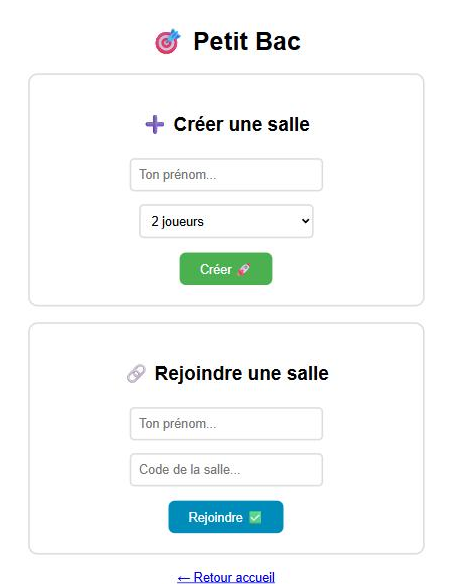 🎯 Petit Bac
➕ Créer une salle
Ton prénom...
2 joueurs
Créer 🚀
🔗 Rejoindre une salle
Ton prénom...
Code de la salle...
Rejoindre ✅
← Retour accueil